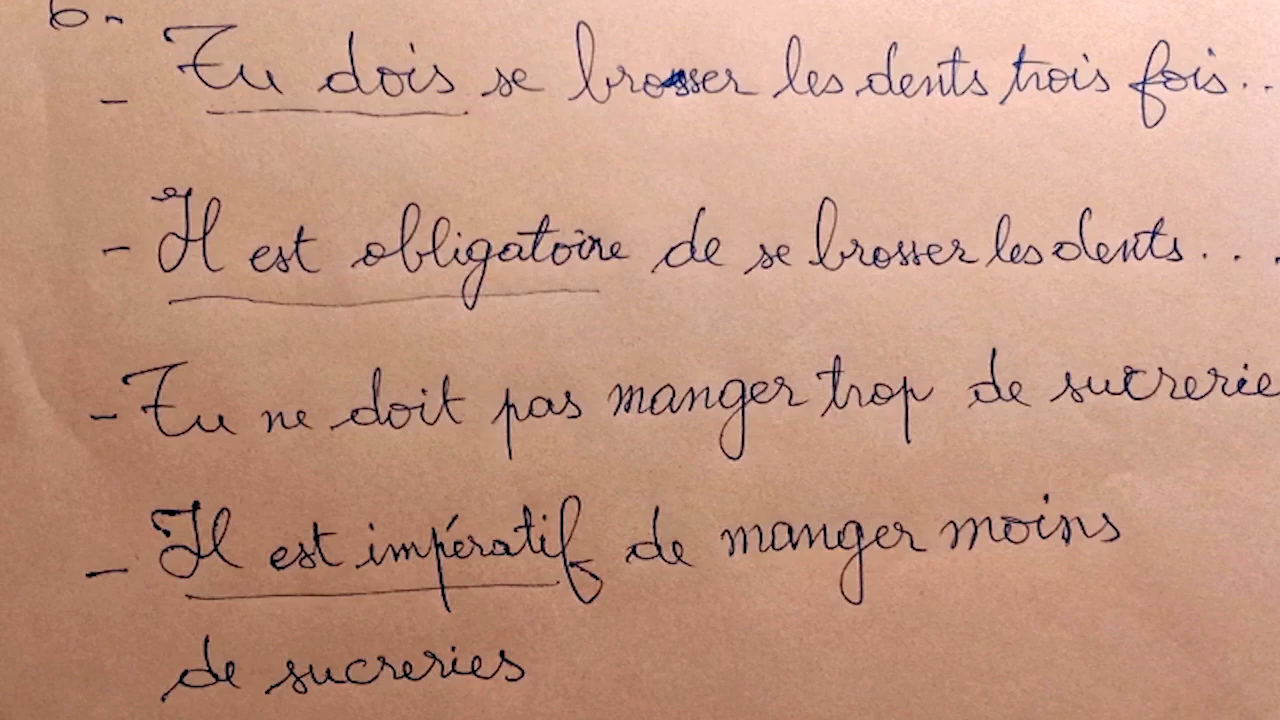 6-
- Tu dois se brosser les dents trois fois..
- Il est obligatoire de se brosser les dents...
- Tu ne doit pas manger trop de sucrerie
- Il est impératif de manger moins
de sucreries